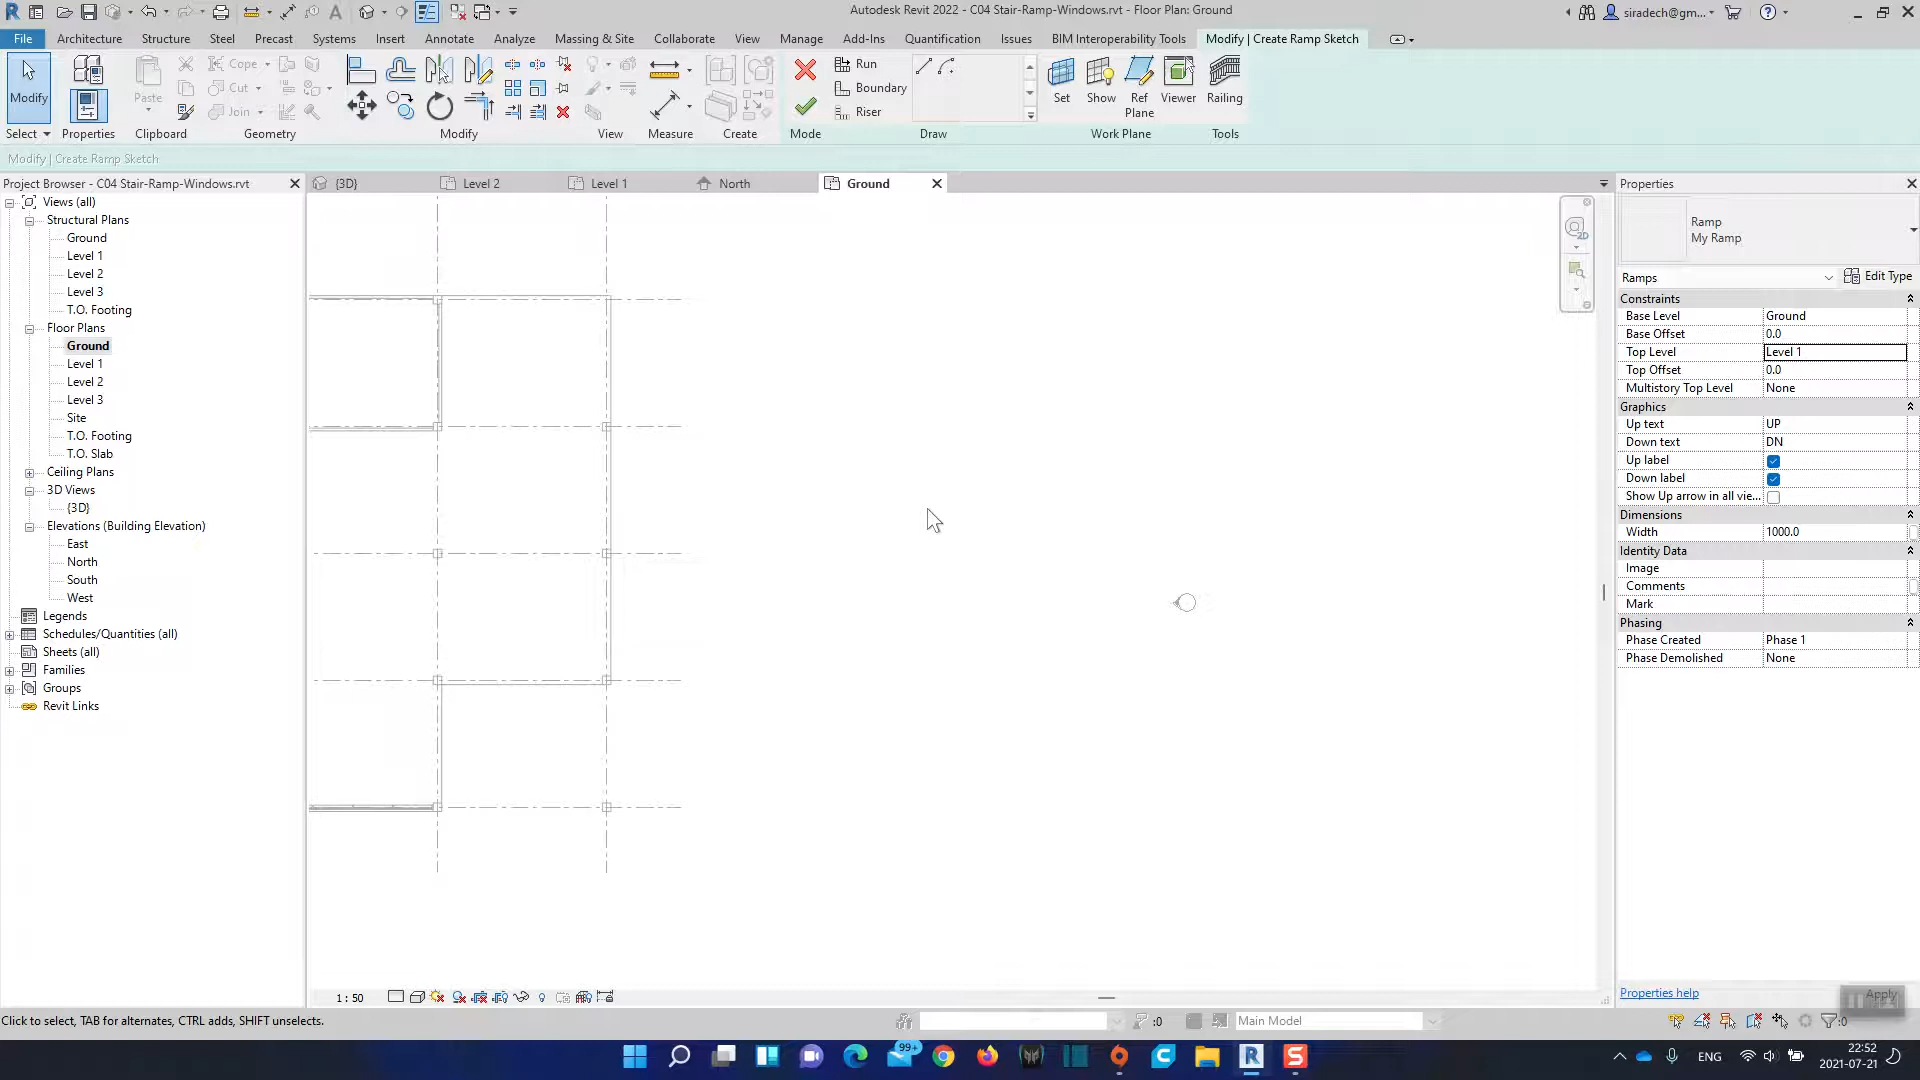 Autodesk Revit 2022 - C04 Stair-Ramp-Windows.rvt - Floor Plan: Ground
siradech@gm...
File Architecture Structure Steel Precast Systems Insert Annotate Analyze Massing & Site Collaborate View Manage Add-Ins Quantification Issues BIM Interoperability Tools Modify | Create Ramp Sketch
Modify
Paste
Cope
Cut
Join
Run
Boundary
Riser
Set
Show
Ref
Plane
Viewer
Railing
Select Properties Clipboard Geometry Modify View Measure Create Mode Draw Work Plane Tools
Modify | Create Ramp Sketch
Project Browser - C04 Stair-Ramp-Windows.rvt
{3D} Level 2 Level 1 North Ground
Views (all)
Structural Plans
Ground
Level 1
Level 2
Level 3
T.O. Footing
Floor Plans
Ground
Level 1
Level 2
Level 3
Site
T.O. Footing
T.O. Slab
Ceiling Plans
3D Views
{3D}
Elevations (Building Elevation)
East
North
South
West
Legends
Schedules/Quantities (all)
Sheets (all)
Families
Groups
Revit Links
2D
Properties
Ramp
My Ramp
Ramps Edit Type
Constraints
Base Level Ground
Base Offset 0.0
Top Level Level 1
Top Offset 0.0
Multistory Top Level None
Graphics
Up text UP
Down text DN
Up label
Down label
Show Up arrow in all vie...
Dimensions
Width 1000.0
Identity Data
Image
Comments
Mark
Phasing
Phase Created Phase 1
Phase Demolished None
Properties help Apply
1 : 50
Click to select, TAB for alternates, CTRL adds, SHIFT unselects.
:0 Main Model :0
99+
ENG
22:52
2021-07-21